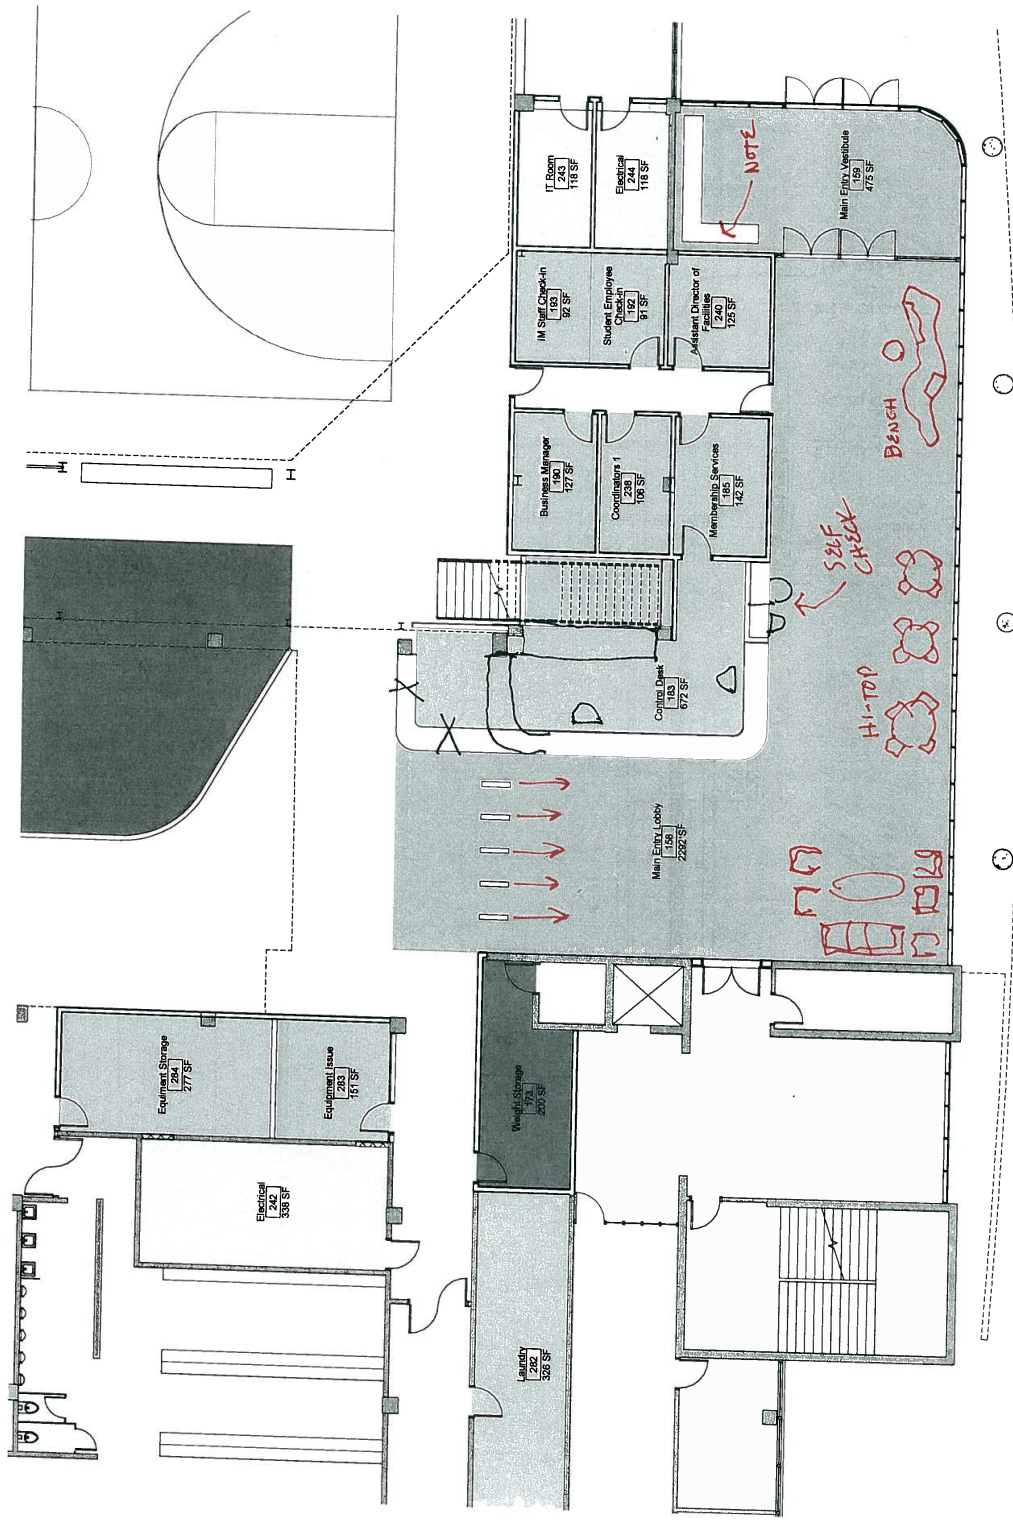 IT Room
243
118 SF
Electrical
244
118 SF
NOTE
Main Entry Vestibule
159
475 SF
IM Staff Check-In
193
92 SF
Student Employee
Check-in
192
91 SF
Assistant Director of
Facilities
240
125 SF
BENCH
Business Manager
190
127 SF
Coordinators 1
238
106 SF
Membership Services
185
142 SF
SELF
CHECK
Control Desk
183
672 SF
HI-TOP
Main Entry Lobby
158
2292 SF
Equiment Storage
284
277 SF
Equipment Issue
283
151 SF
Weight Storage
173
200 SF
Electrical
242
338 SF
Laundry
282
326 SF